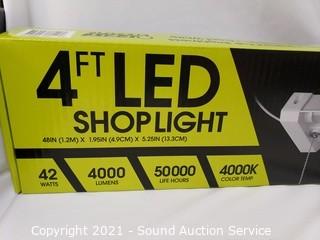 4FT LED
SHOPLIGHT
48IN (1.2M) X 1.95IN (4.9CM) X 5.25IN (13.3CM)
42 4000 50000 4000K
WATTS LUMENS LIFE HOURS COLOR TEMP.
Copyright 2021 - Sound Auction Service